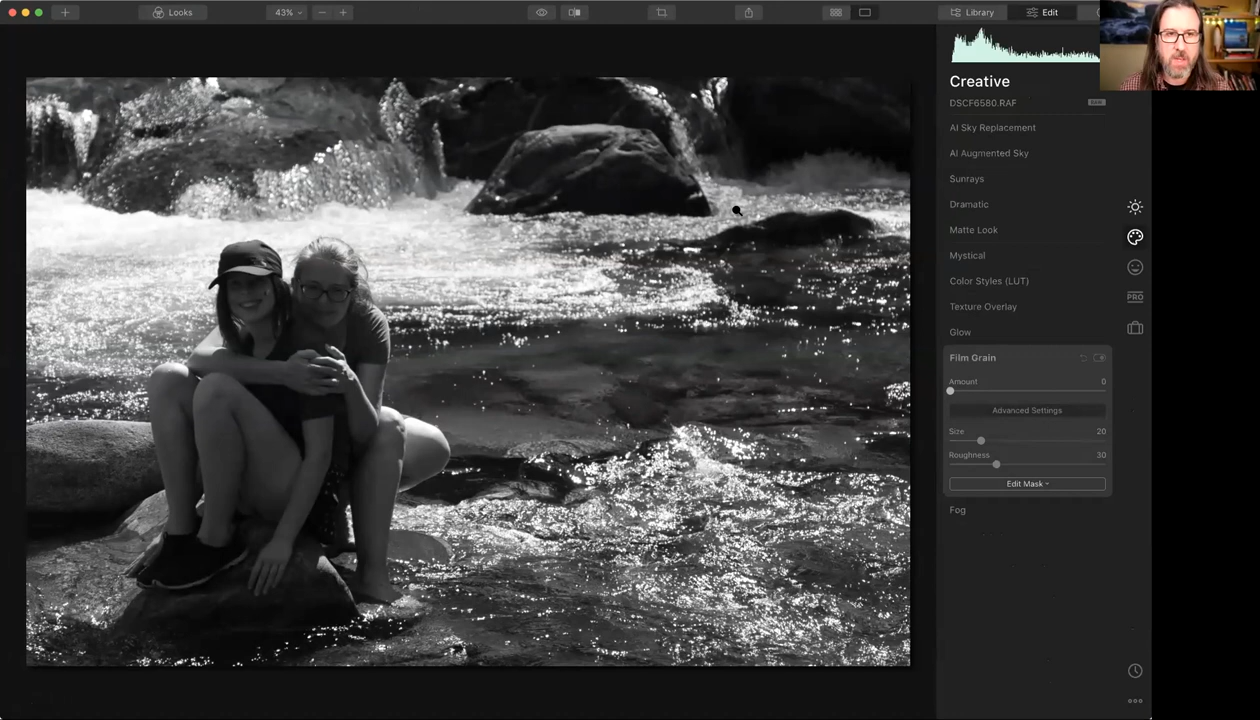 Looks
43%
Library
Edit
Creative
DSCF6580.RAF
RAW
AI Sky Replacement
AI Augmented Sky
Sunrays
Dramatic
Matte Look
Mystical
Color Styles (LUT)
Texture Overlay
Glow
Film Grain
Amount 0
Advanced Settings
Size 20
Roughness 30
Edit Mask
Fog
PRO